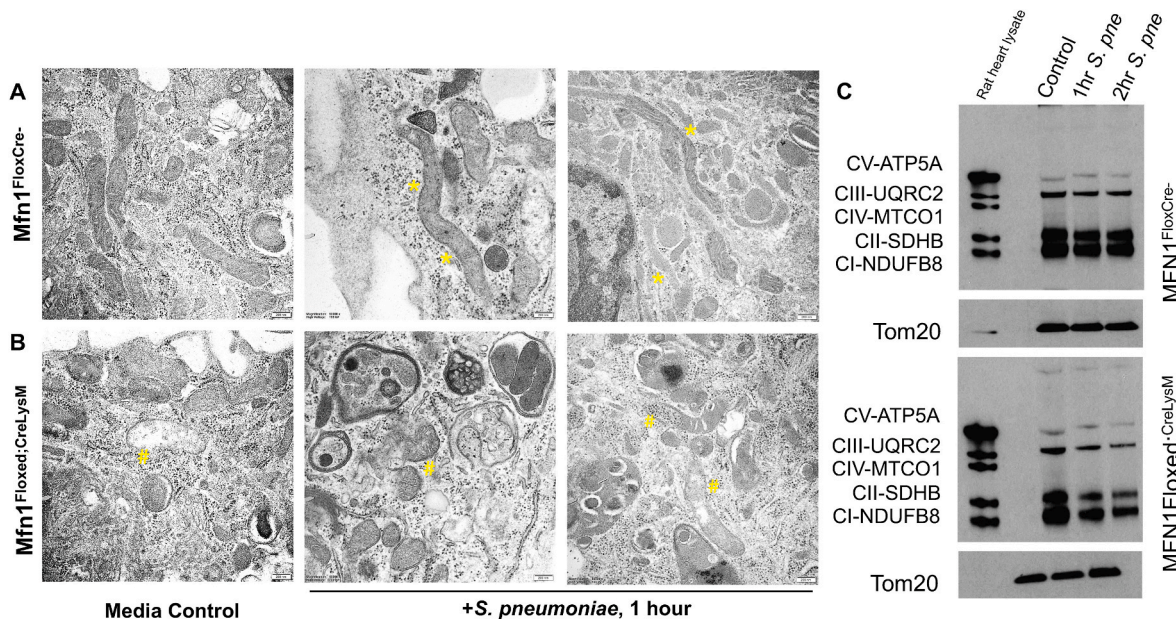 A
Mfn1FloxCre-
B
Mfn1Floxed;CreLysM
Media Control
+S. pneumoniae, 1 hour
C
Rat heart lysate
Control
1hr S. pne
2hr S. pne
CV-ATP5A
CIII-UQRC2
CIV-MTCO1
CII-SDHB
CI-NDUFB8
Tom20
MFN1FloxCre-
CV-ATP5A
CIII-UQRC2
CIV-MTCO1
CII-SDHB
CI-NDUFB8
Tom20
MFN1Floxed;CreLysM